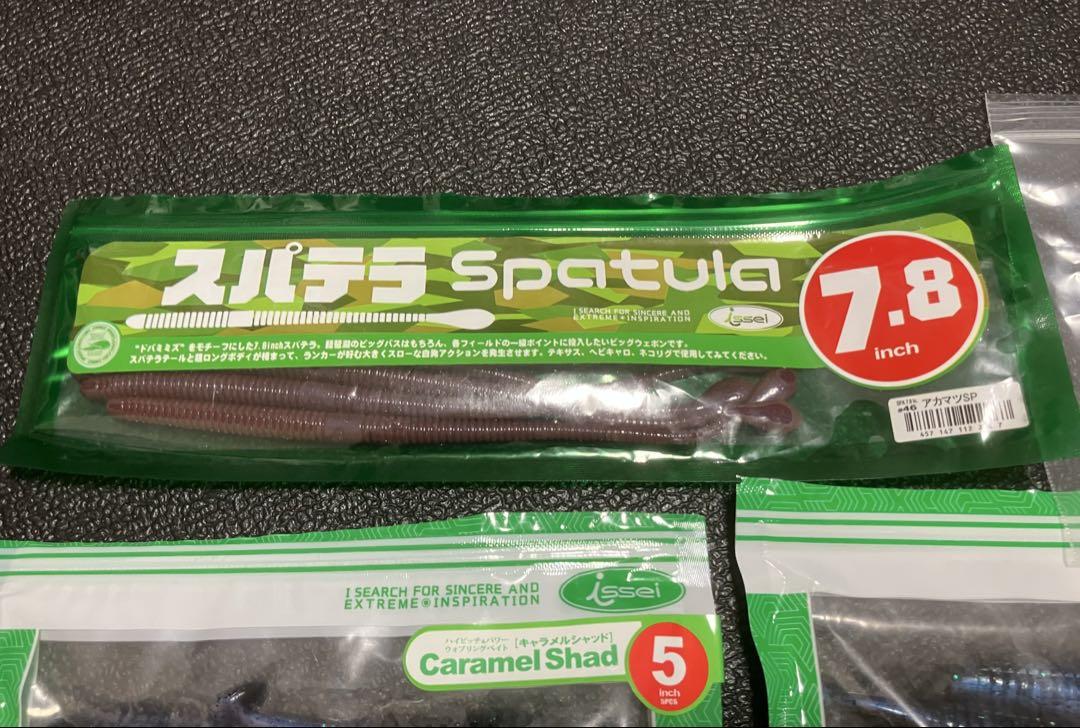 スパテラ Spatula
7.8
inch
I SEARCH FOR SINCERE AND
EXTREME INSPIRATION
issei
"ドバミミズ"をモチーフにした7.8inchスパテラ。琵琶湖のビッグバスはもちろん、各フィールドの一級ポイントに投入したいビッグウェポンです。
スパテラテールと超ロングボディが相まって、ランカーが好む大きくスローな自発アクションを発生させます。テキサス、ヘビキャロ、ネコリグで使用してみてください。
#46 アカマツSP
457 147 112
I SEARCH FOR SINCERE AND
EXTREME INSPIRATION
issei
ハイピッチ&パワー
ウォブリングベイト
[キャラメルシャッド]
Caramel Shad
5
inch
5PCS